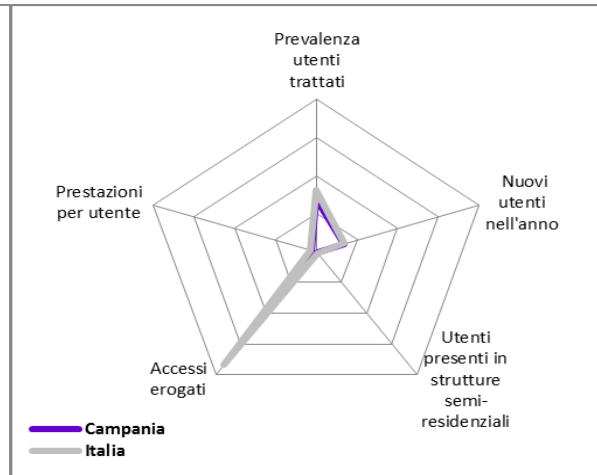 Prevalenza
utenti
trattati
Nuovi
utenti
nell'anno
Utenti
presenti in
strutture
semi-
residenziali
Accessi
erogati
Prestazioni
per utente
Campania
Italia